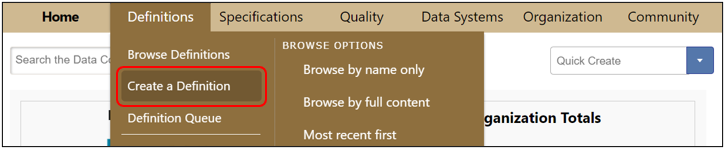 Home Definitions Specifications Quality Data Systems Organization Community
Search the Data Co
Browse Definitions
Create a Definition
Definition Queue
BROWSE OPTIONS
Browse by name only
Browse by full content
Most recent first
Quick Create
ganization Totals